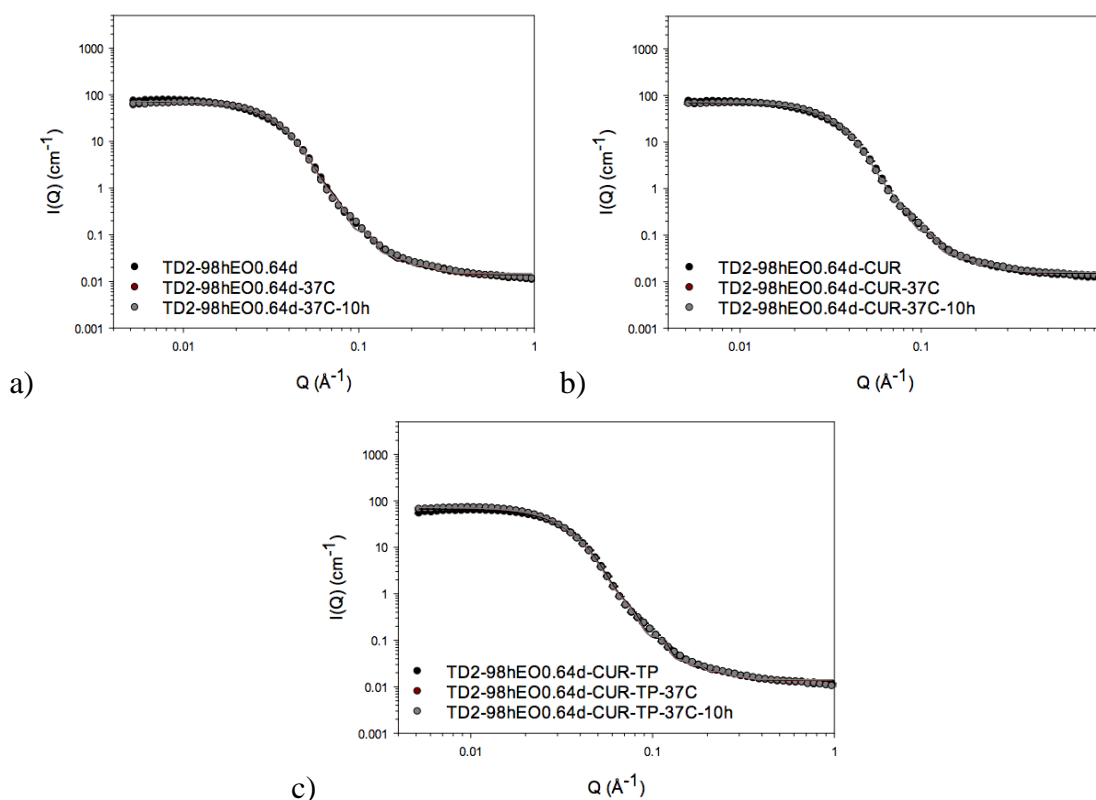 1000
100
10
1
0.1
0.01
0.001
I(Q) (cm⁻¹)
TD2-98hEO0.64d
TD2-98hEO0.64d-37C
TD2-98hEO0.64d-37C-10h
0.01 0.1 1
Q (Å⁻¹)
a)
1000
100
10
1
0.1
0.01
0.001
I(Q) (cm⁻¹)
TD2-98hEO0.64d-CUR
TD2-98hEO0.64d-CUR-37C
TD2-98hEO0.64d-CUR-37C-10h
0.01 0.1
Q (Å⁻¹)
b)
1000
100
10
1
0.1
0.01
0.001
I(Q) (cm⁻¹)
TD2-98hEO0.64d-CUR-TP
TD2-98hEO0.64d-CUR-TP-37C
TD2-98hEO0.64d-CUR-TP-37C-10h
0.01 0.1 1
Q (Å⁻¹)
c)